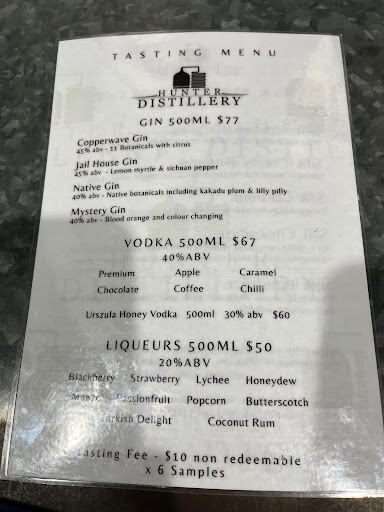 TASTING MENU
HUNTER
DISTILLERY
GIN 500ML $77
Copperwave Gin
45% abv - 11 Botanicals with citrus
Jail House Gin
45% abv - Lemon myrtle & sichuan pepper
Native Gin
40% abv - Native botanicals including kakadu plum & lilly pilly
Mystery Gin
40% abv - Blood orange and colour changing
VODKA 500ML $67
40%ABV
Premium Apple Caramel
Chocolate Coffee Chilli
Urszula Honey Vodka 500ml 30% abv $60
LIQUEURS 500ML $50
20%ABV
Blackberry Strawberry Lychee Honeydew
Passionfruit Popcorn Butterscotch
Turkish Delight Coconut Rum
Tasting Fee - $10 non redeemable
x 6 Samples